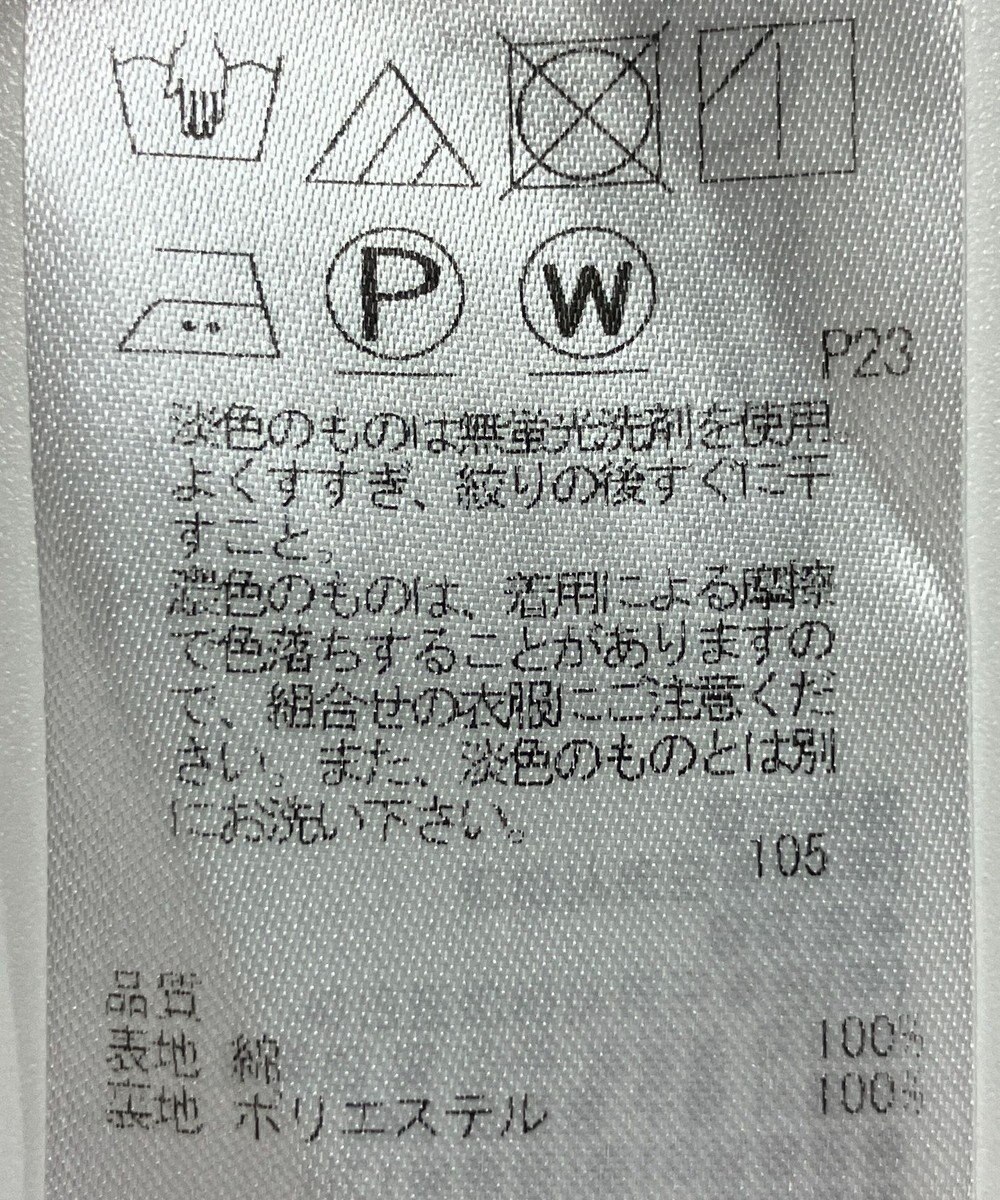 P
W
P23
淡色のものは無蛍光洗剤を使用
よくすすぎ、絞りの後すぐに干
すこと。
濃色のものは、着用による摩擦
で色落ちすることがありますの
で、組合せの衣服にご注意くだ
さい。また、淡色のものとは別
にお洗い下さい。
105
品質
表地 綿 100%
裏地 ポリエステル 100%